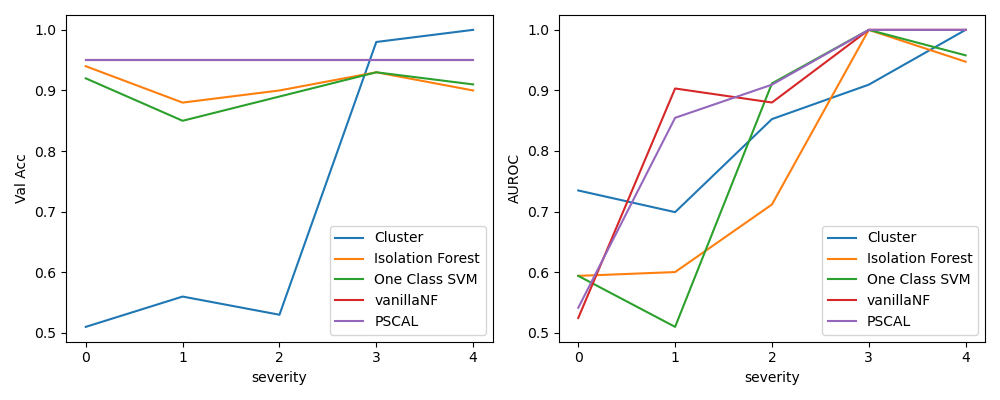 1.0
0.9
0.8
0.7
0.6
0.5
Val Acc
0 1 2 3 4
severity
Cluster
Isolation Forest
One Class SVM
vanillaNF
PSCAL
1.0
0.9
0.8
0.7
0.6
0.5
AUROC
0 1 2 3 4
severity
Cluster
Isolation Forest
One Class SVM
vanillaNF
PSCAL